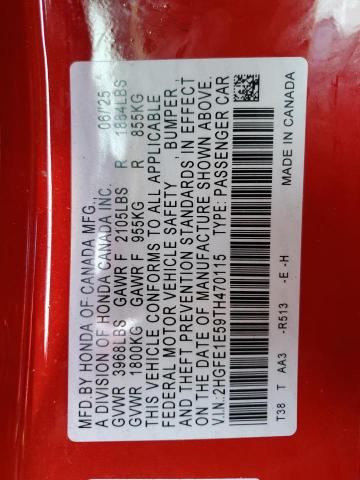 MFD.BY HONDA OF CANADA MFG., 06/'25
A DIVISION OF HONDA CANADA INC.
GVWR 3968LBS GAWR F 2105LBS R 1884LBS
GVWR 1800KG GAWR F 955KG R 855KG
THIS VEHICLE CONFORMS TO ALL APPLICABLE
FEDERAL MOTOR VEHICLE SAFETY , BUMPER ,
AND THEFT PREVENTION STANDARDS IN EFFECT
ON THE DATE OF MANUFACTURE SHOWN ABOVE.
V.I.N: 2HGFE1E59TH470115 TYPE: PASSENGER CAR
T38 T AA3 -R513 -E -H MADE IN CANADA